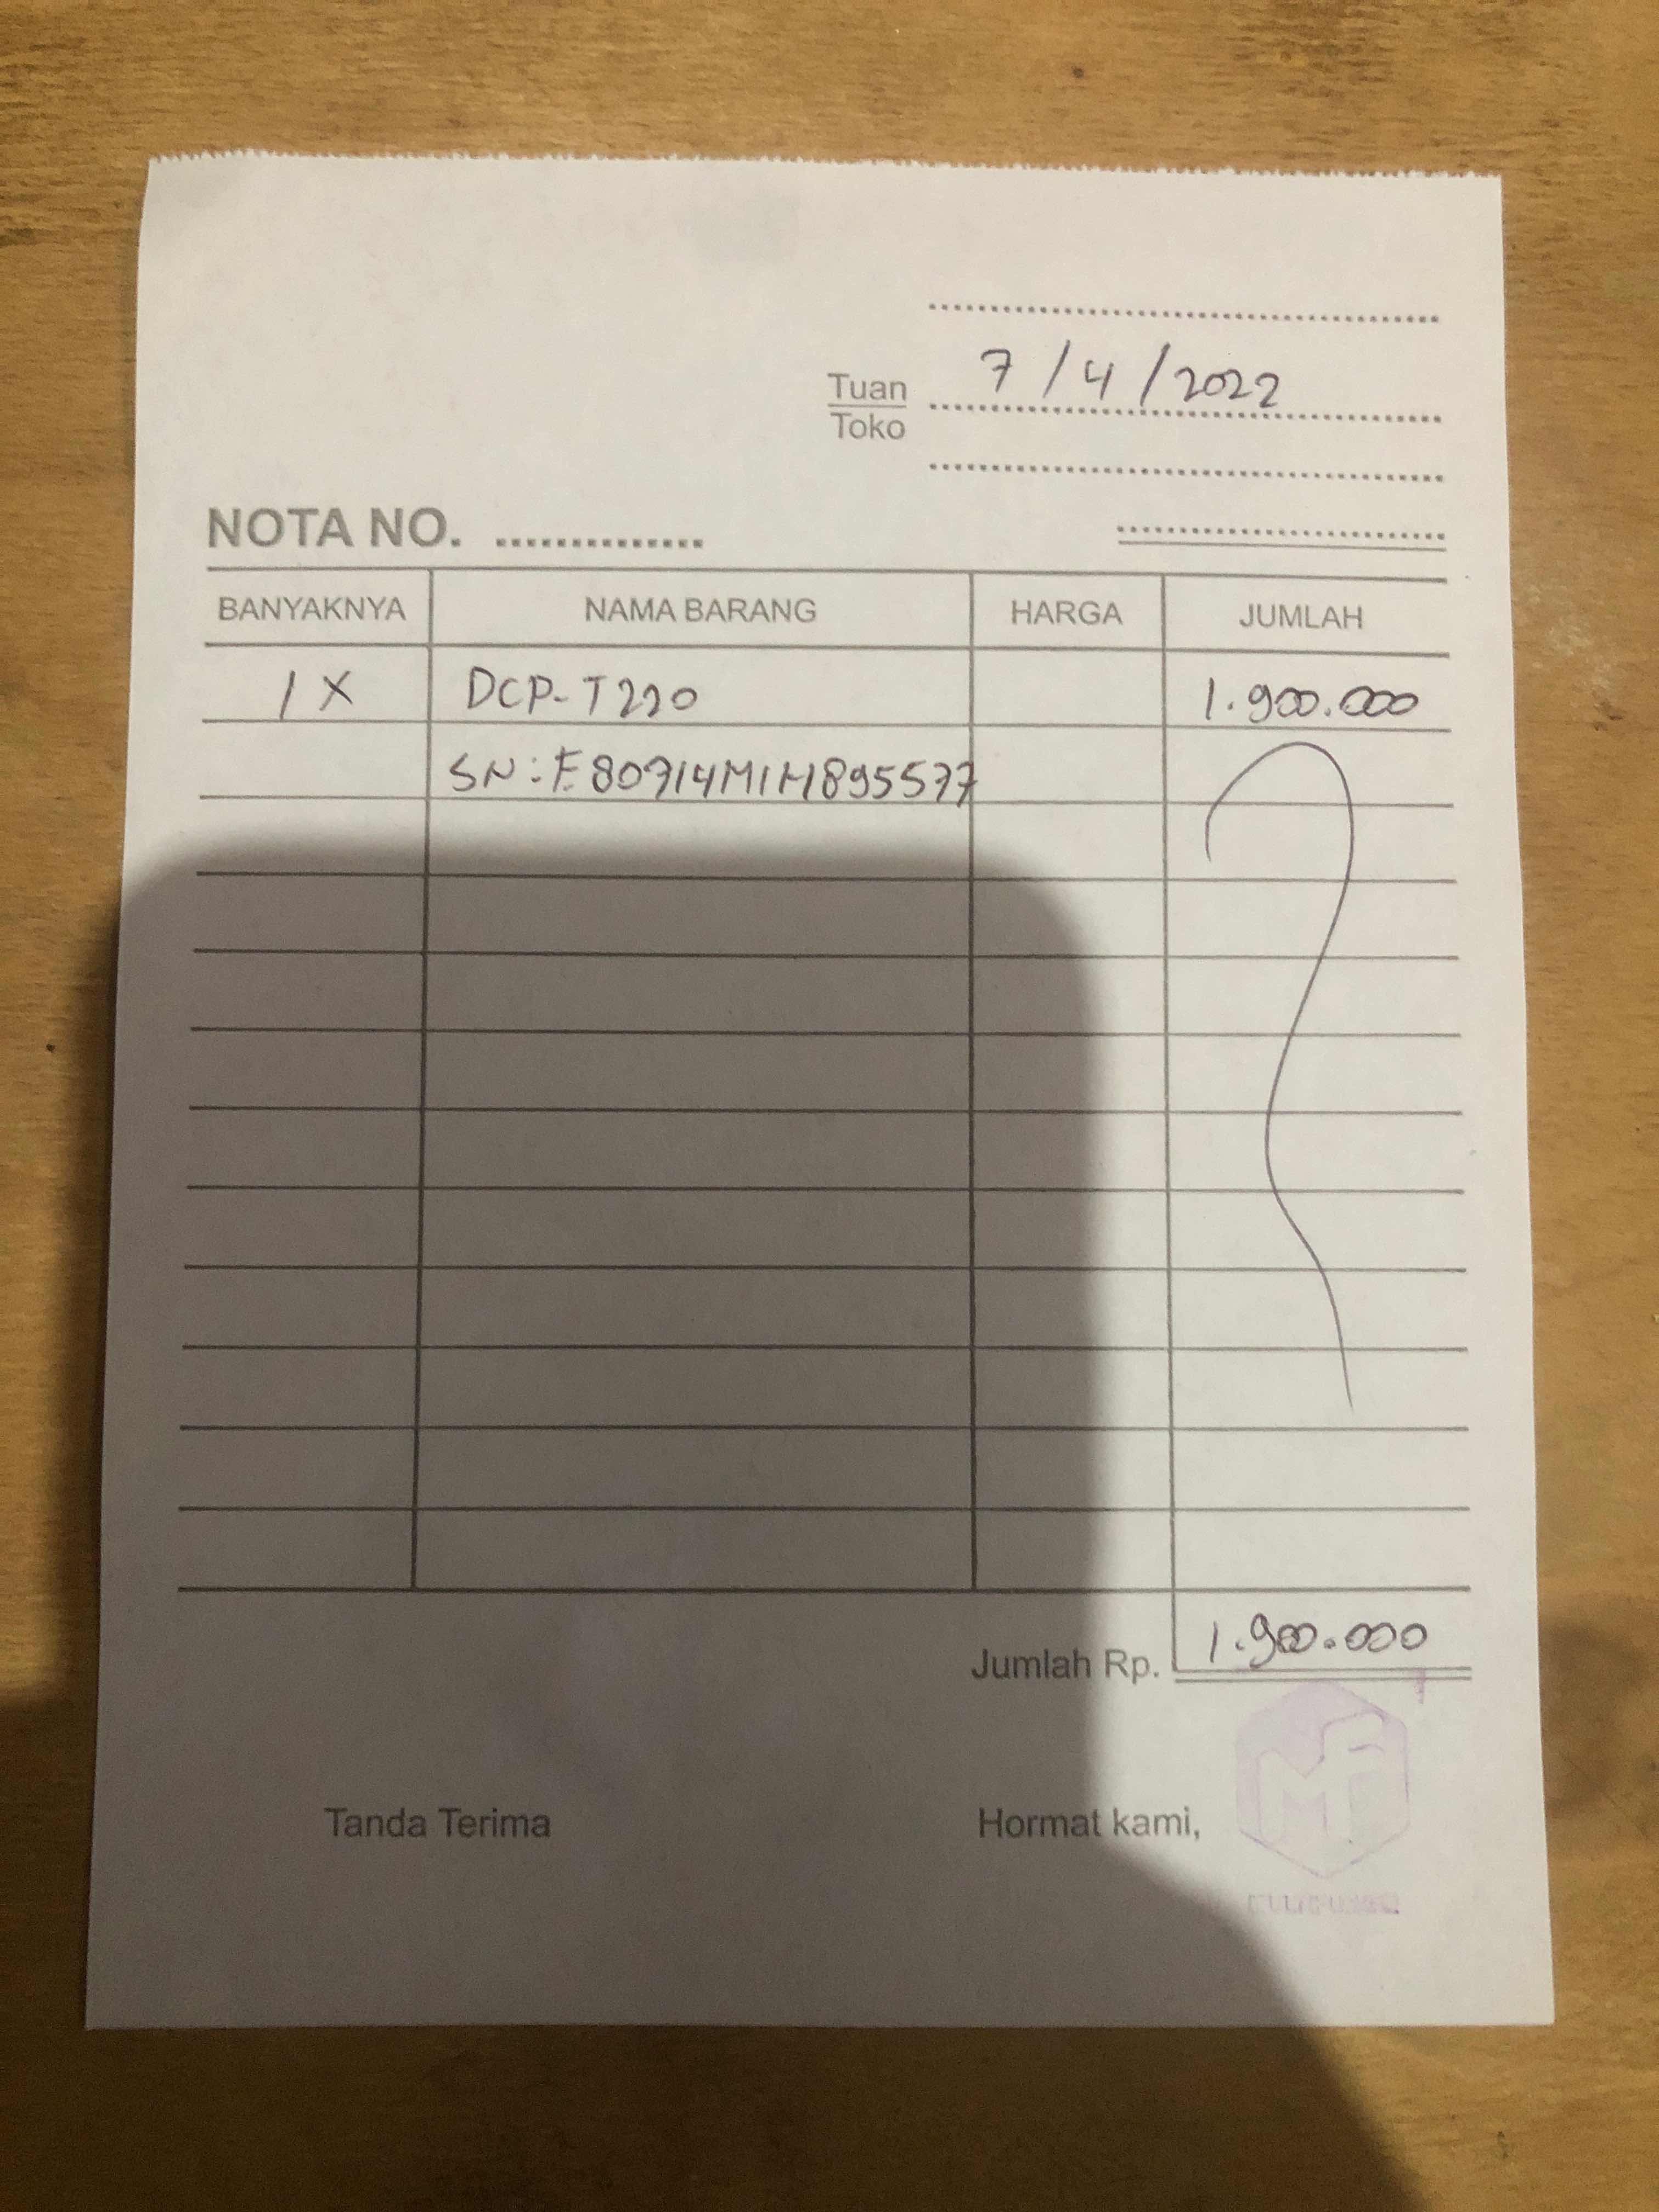 7/4/2022
Tuan
Toko
NOTA NO. ..............
BANYAKNYA NAMA BARANG HARGA JUMLAH
1 X DCP-T220 1.900.000
SN: E80714M1H895577
Jumlah Rp. 1.900.000
Tanda Terima Hormat kami,